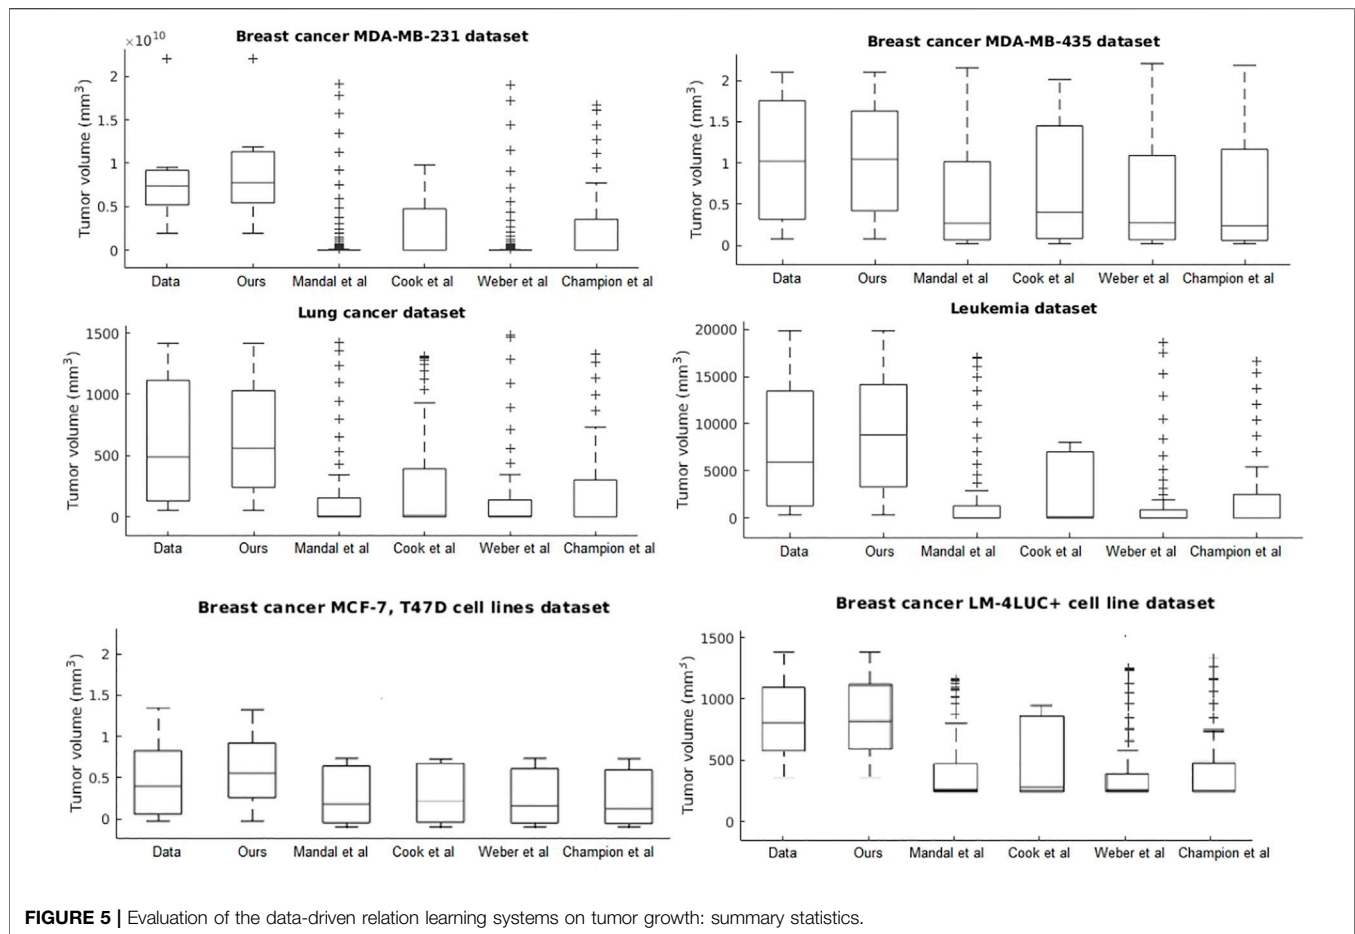 Breast cancer MDA-MB-231 dataset
×10¹⁰
Tumor volume (mm³)
2
1.5
1
0.5
0
Data Ours Mandal et al Cook et al Weber et al Champion et al
Breast cancer MDA-MB-435 dataset
Tumor volume (mm³)
2
1.5
1
0.5
0
Data Ours Mandal et al Cook et al Weber et al Champion et al
Lung cancer dataset
Tumor volume (mm³)
1500
1000
500
0
Data Ours Mandal et al Cook et al Weber et al Champion et al
Leukemia dataset
Tumor volume (mm³)
20000
15000
10000
5000
0
Data Ours Mandal et al Cook et al Weber et al Champion et al
Breast cancer MCF-7, T47D cell lines dataset
Tumor volume (mm³)
2
1.5
1
0.5
0
Data Ours Mandal et al Cook et al Weber et al Champion et al
Breast cancer LM-4LUC+ cell line dataset
Tumor volume (mm³)
1500
1000
500
0
Data Ours Mandal et al Cook et al Weber et al Champion et al
FIGURE 5 | Evaluation of the data-driven relation learning systems on tumor growth: summary statistics.